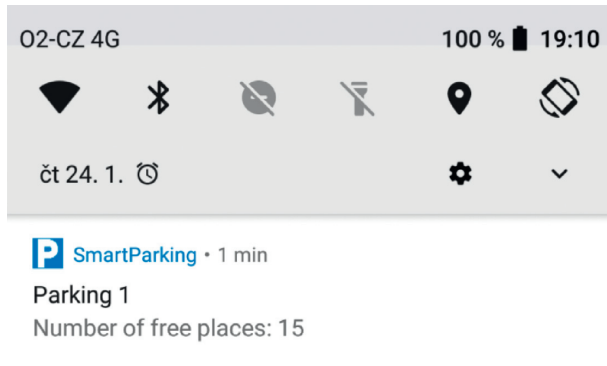 O2-CZ 4G 100 % 19:10
čt 24. 1.
P SmartParking • 1 min
Parking 1
Number of free places: 15